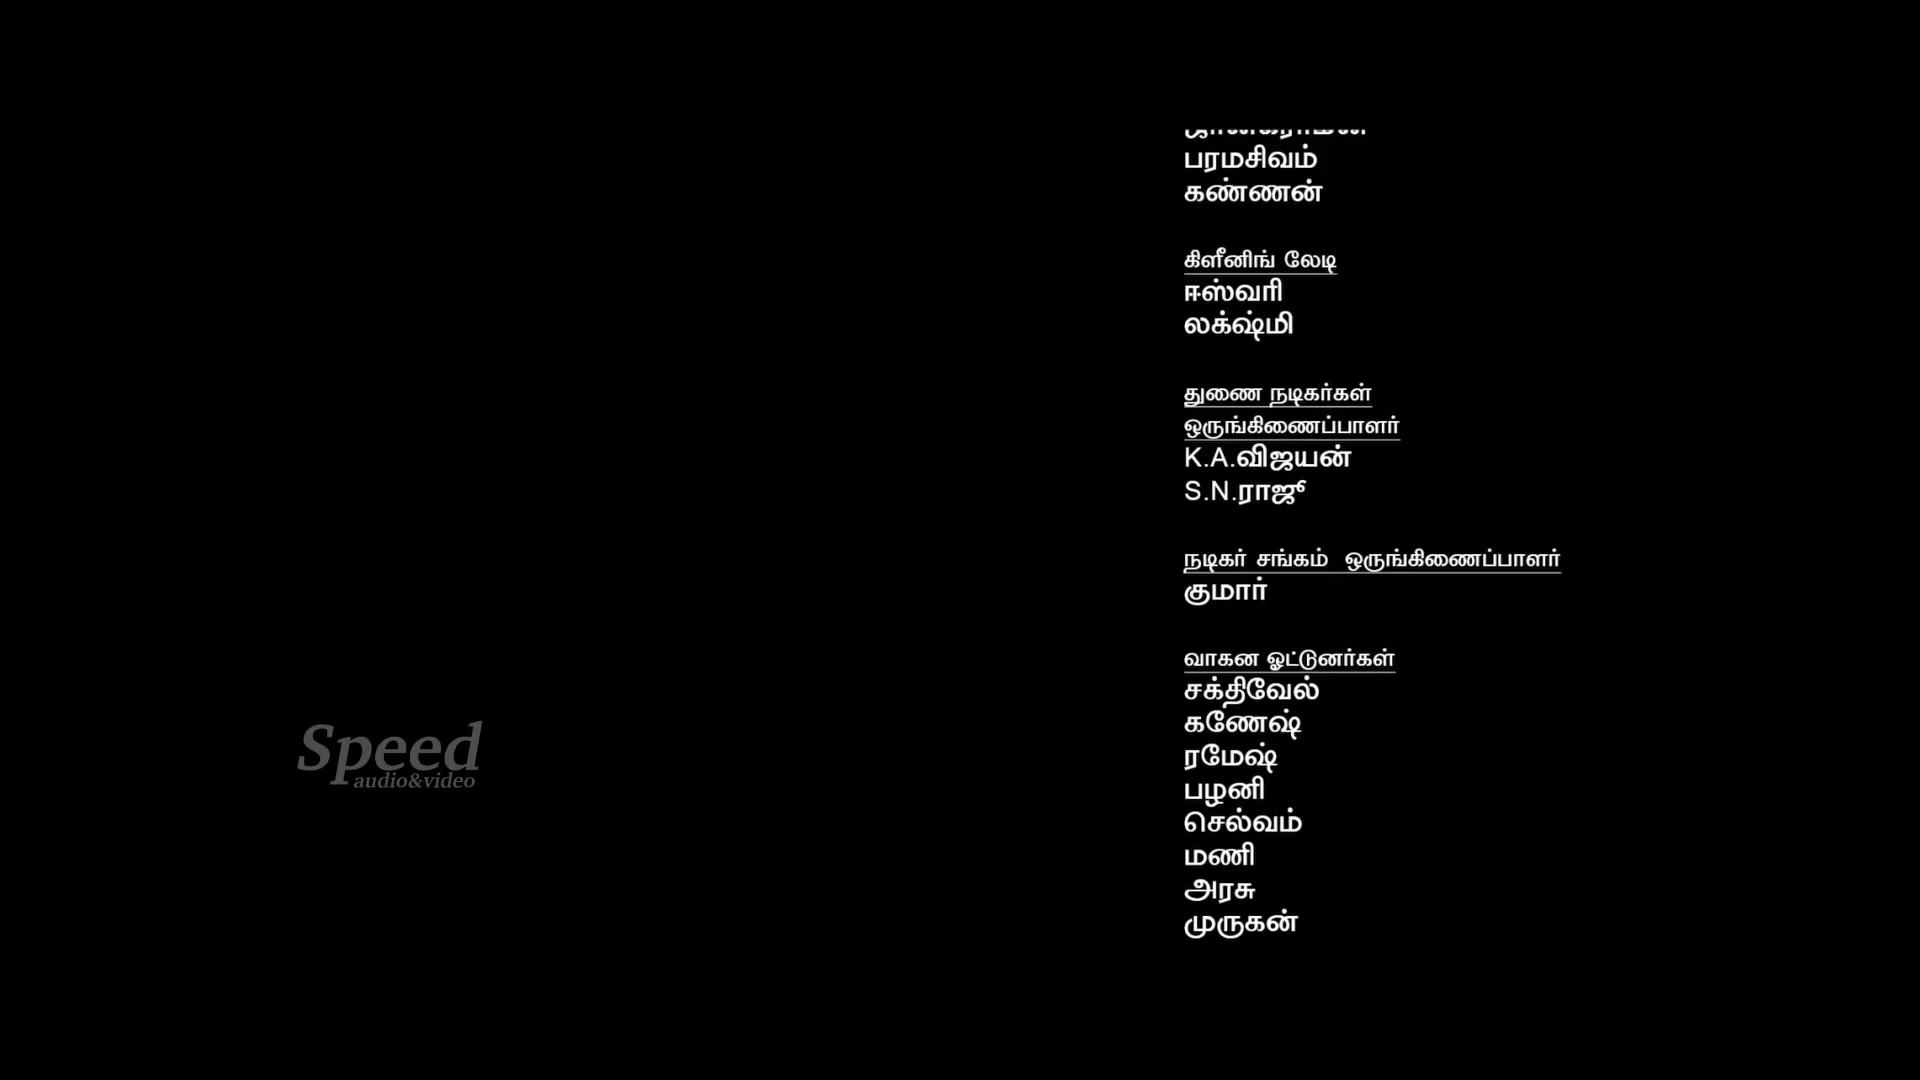 பரமசிவம்
கண்ணன்
கிளீனிங் லேடி
ஈஸ்வரி
லக்ஷ்மி
துணை நடிகர்கள்
ஒருங்கிணைப்பாளர்
K.A.விஜயன்
S.N.ராஜூ
நடிகர் சங்கம் ஒருங்கிணைப்பாளர்
குமார்
வாகன ஓட்டுனர்கள்
சக்திவேல்
கணேஷ்
ரமேஷ்
பழனி
செல்வம்
மணி
அரசு
முருகன்
Speed
audio&video